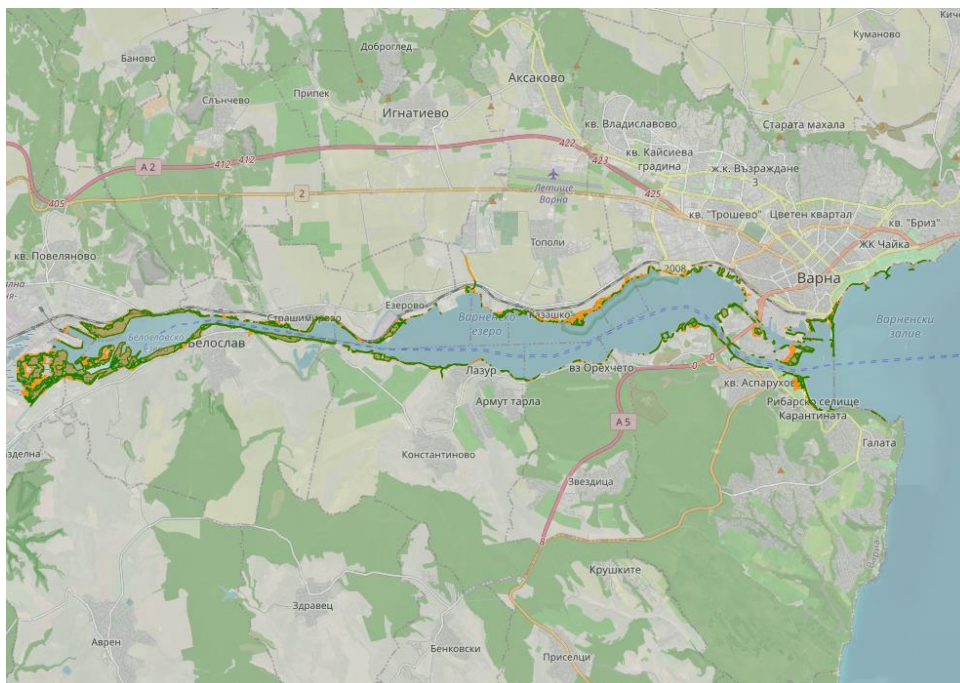 Баново
Доброглед
Куманово
Аксаково
Слънчево
Припек
Игнатиево
кв. Владиславово
Старата махала
кв. Кайсиева
градина
ж.к. Възраждане
3
422
423
412
412
A 2
2
405
425
Летище
Варна
кв. "Трошево"
Цветен квартал
кв. "Бриз"
ЖК Чайка
Тополи
кв. Повеляново
2008
Варна
Езерово
Страшимирово
Казашко
Варненски
залив
Белослав
Лазур
вз Орехчето
0
0
кв. Аспарухово
Армут тарла
Рибарско селище
Карантината
A 5
Галата
Константиново
Звездица
8
Крушките
Здравец
Аврен
Бенковски
Приселци